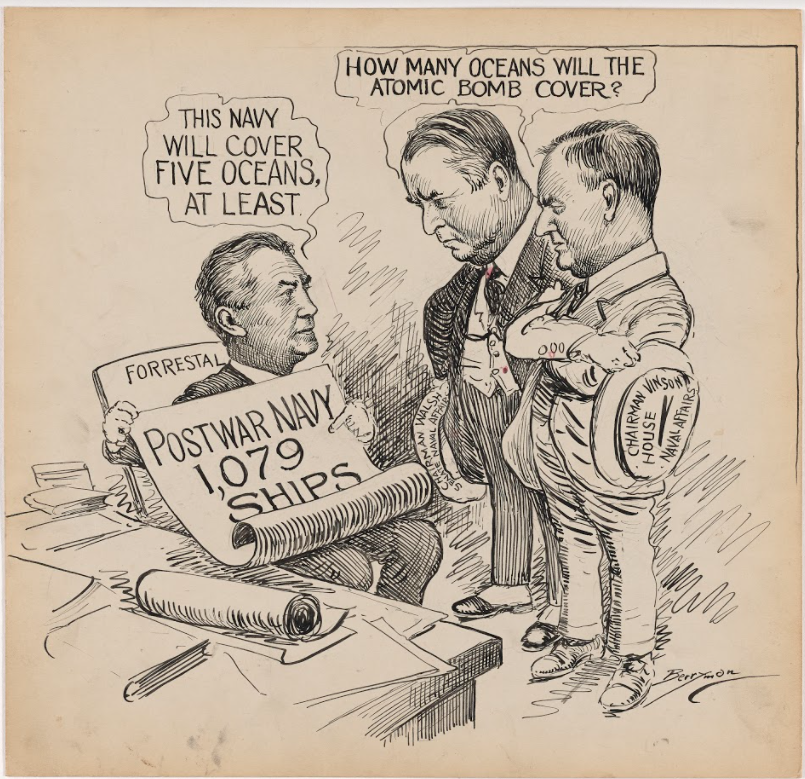 HOW MANY OCEANS WILL THE
ATOMIC BOMB COVER?
THIS NAVY
WILL COVER
FIVE OCEANS,
AT LEAST.
FORRESTAL
POSTWAR NAVY
1,079
SHIPS
CHAIRMAN WALSH
NAVAL AFFAIRS
CHAIRMAN VINSON
HOUSE
NAVAL AFFAIRS
Berryman